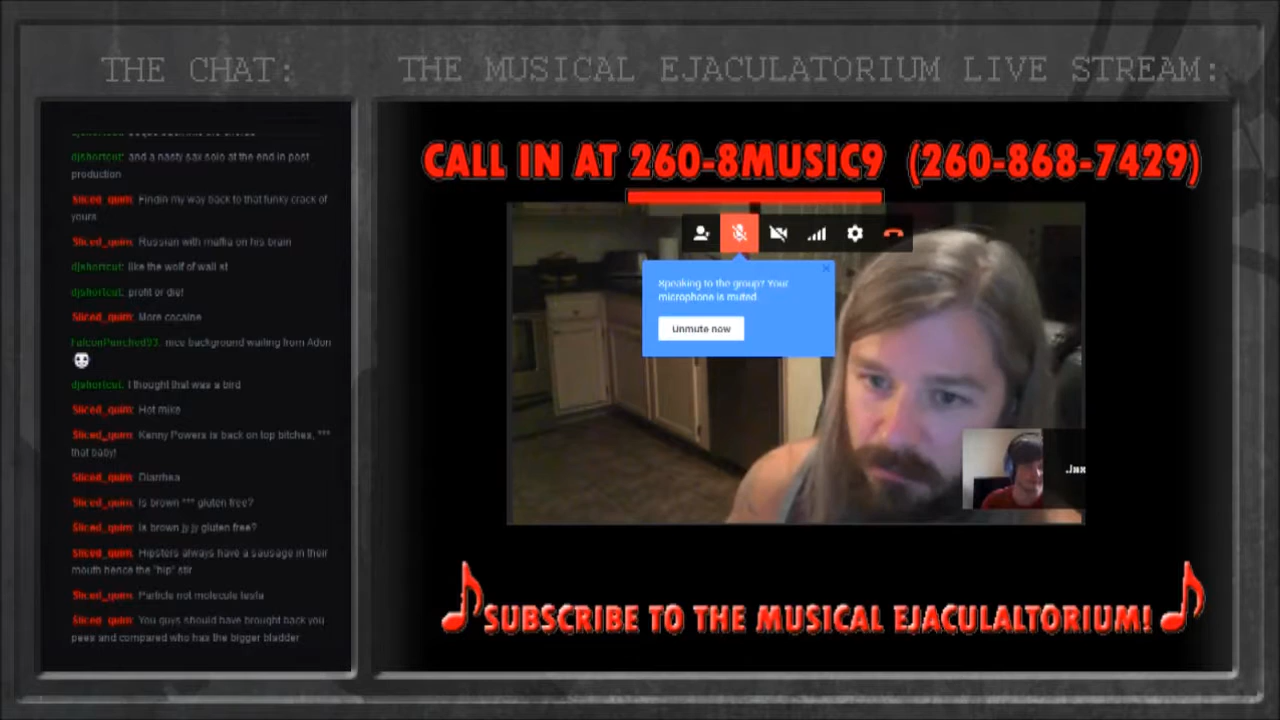 THE CHAT:
THE MUSICAL EJACULATORIUM LIVE STREAM:
djshortcut: and a nasty sax solo at the end in post
production
Sliced_quim: Findin my way back to that funky crack of
yours
Sliced_quim: Russian with maffia on his brain
djshortcut: like the wolf of wall st
djshortcut: profit or die!
Sliced_quim: More cocaine
FalconPunched93: nice background wailing from Adon
djshortcut: I thought that was a bird
Sliced_quim: Hot mike
Sliced_quim: Kenny Powers is back on top bitches, ***
that baby!
Sliced_quim: Diarrhea
Sliced_quim: Is brown *** gluten free?
Sliced_quim: Is brown jy jy gluten free?
Sliced_quim: Hipsters always have a sausage in their
mouth hence the "hip" stir
Sliced_quim: Particle not molecule tesla
Sliced_quim: You guys should have brought back you
pees and compared who has the bigger bladder
CALL IN AT 260-8MUSIC9 (260-868-7429)
Speaking to the group? Your
microphone is muted.
Unmute now
Jax
SUBSCRIBE TO THE MUSICAL EJACULALTORIUM!